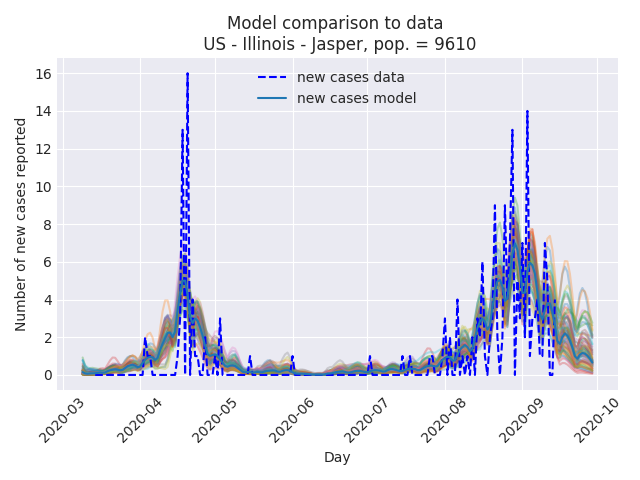 Model comparison to data
US - Illinois - Jasper, pop. = 9610
new cases data
new cases model
Number of new cases reported
16
14
12
10
8
6
4
2
0
2020-03
2020-04
2020-05
2020-06
2020-07
2020-08
2020-09
2020-10
Day